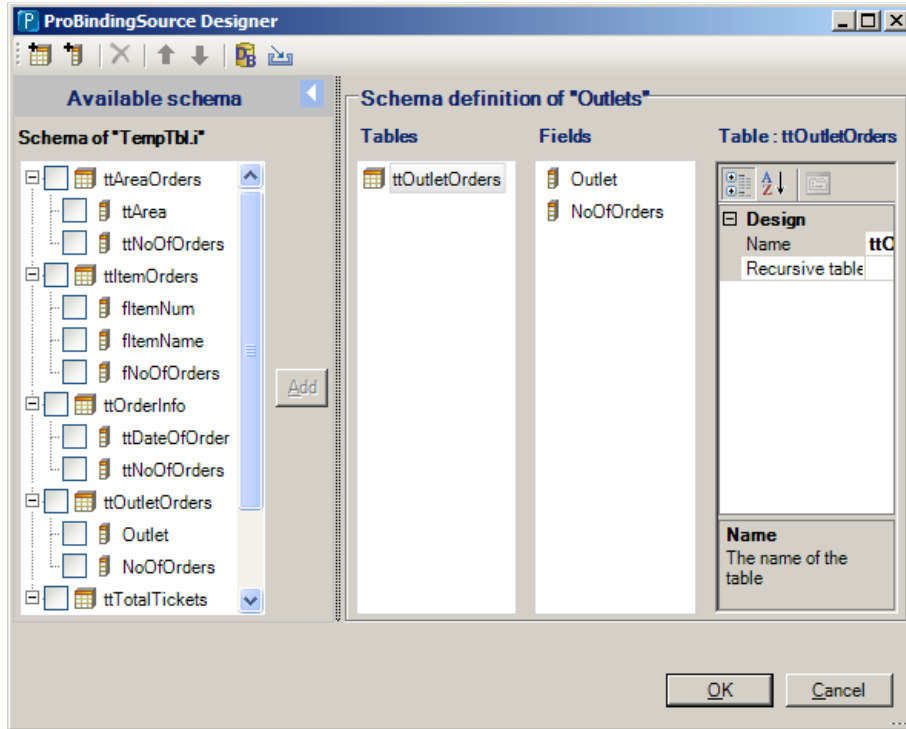 ProBindingSource Designer
Available schema
Schema of "TempTbl.i"
ttAreaOrders
ttArea
ttNoOfOrders
ttItemOrders
fItemNum
fItemName
fNoOfOrders
ttOrderInfo
ttDateOfOrder
ttNoOfOrders
ttOutletOrders
Outlet
NoOfOrders
ttTotalTickets
Add
Schema definition of "Outlets"
Tables
ttOutletOrders
Fields
Outlet
NoOfOrders
Table : ttOutletOrders
Design
Name ttO
Recursive table
Name
The name of the
table
OK
Cancel